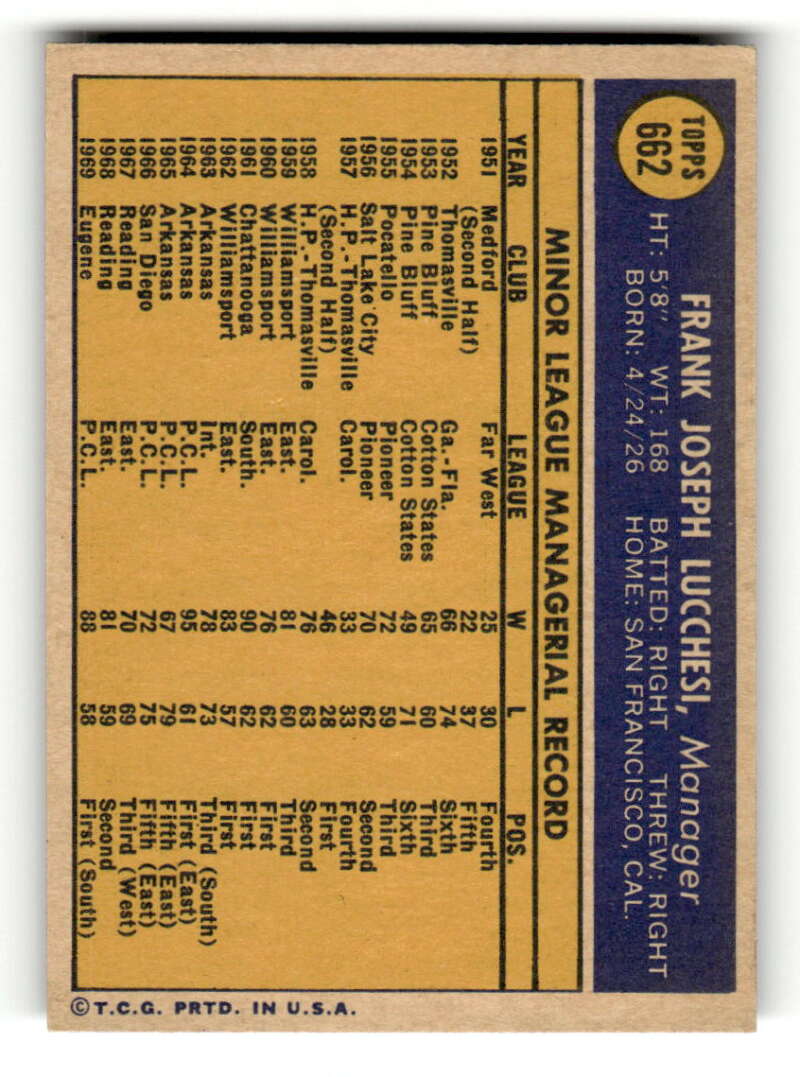 TOPPS
662
FRANK JOSEPH LUCCHESI, Manager
HT: 5'8" WT: 168 BATTED: RIGHT THREW: RIGHT
BORN: 4/24/26 HOME: SAN FRANCISCO, CAL.
MINOR LEAGUE MANAGERIAL RECORD
YEAR CLUB LEAGUE W L POS.
1951 Medford Far West 25 30 Fourth
(Second Half) 22 37 Fifth
1952 Thomasville Ga.-Fla. 66 74 Sixth
1953 Pine Bluff Cotton States 65 60 Third
1954 Pine Bluff Cotton States 49 71 Sixth
1955 Pocatello Pioneer 72 59 Third
1956 Salt Lake City Pioneer 70 62 Second
1957 H.P.-Thomasville Carol. 33 33 Fourth
(Second Half) 46 28 First
1958 H.P.-Thomasville Carol. 76 63 Second
1959 Williamsport East. 81 60 Third
1960 Williamsport East. 76 62 First
1961 Chattanooga South. 90 62 First
1962 Williamsport East. 83 57 First
1963 Arkansas Int. 78 73 Third (South)
1964 Arkansas P.C.L. 95 61 First (East)
1965 Arkansas P.C.L. 67 79 Fifth (East)
1966 San Diego P.C.L. 72 75 Fifth (East)
1967 Reading East. 70 69 Third (West)
1968 Reading East. 81 59 Second
1969 Eugene P.C.L. 88 58 First (South)
©T.C.G. PRTD. IN U.S.A.